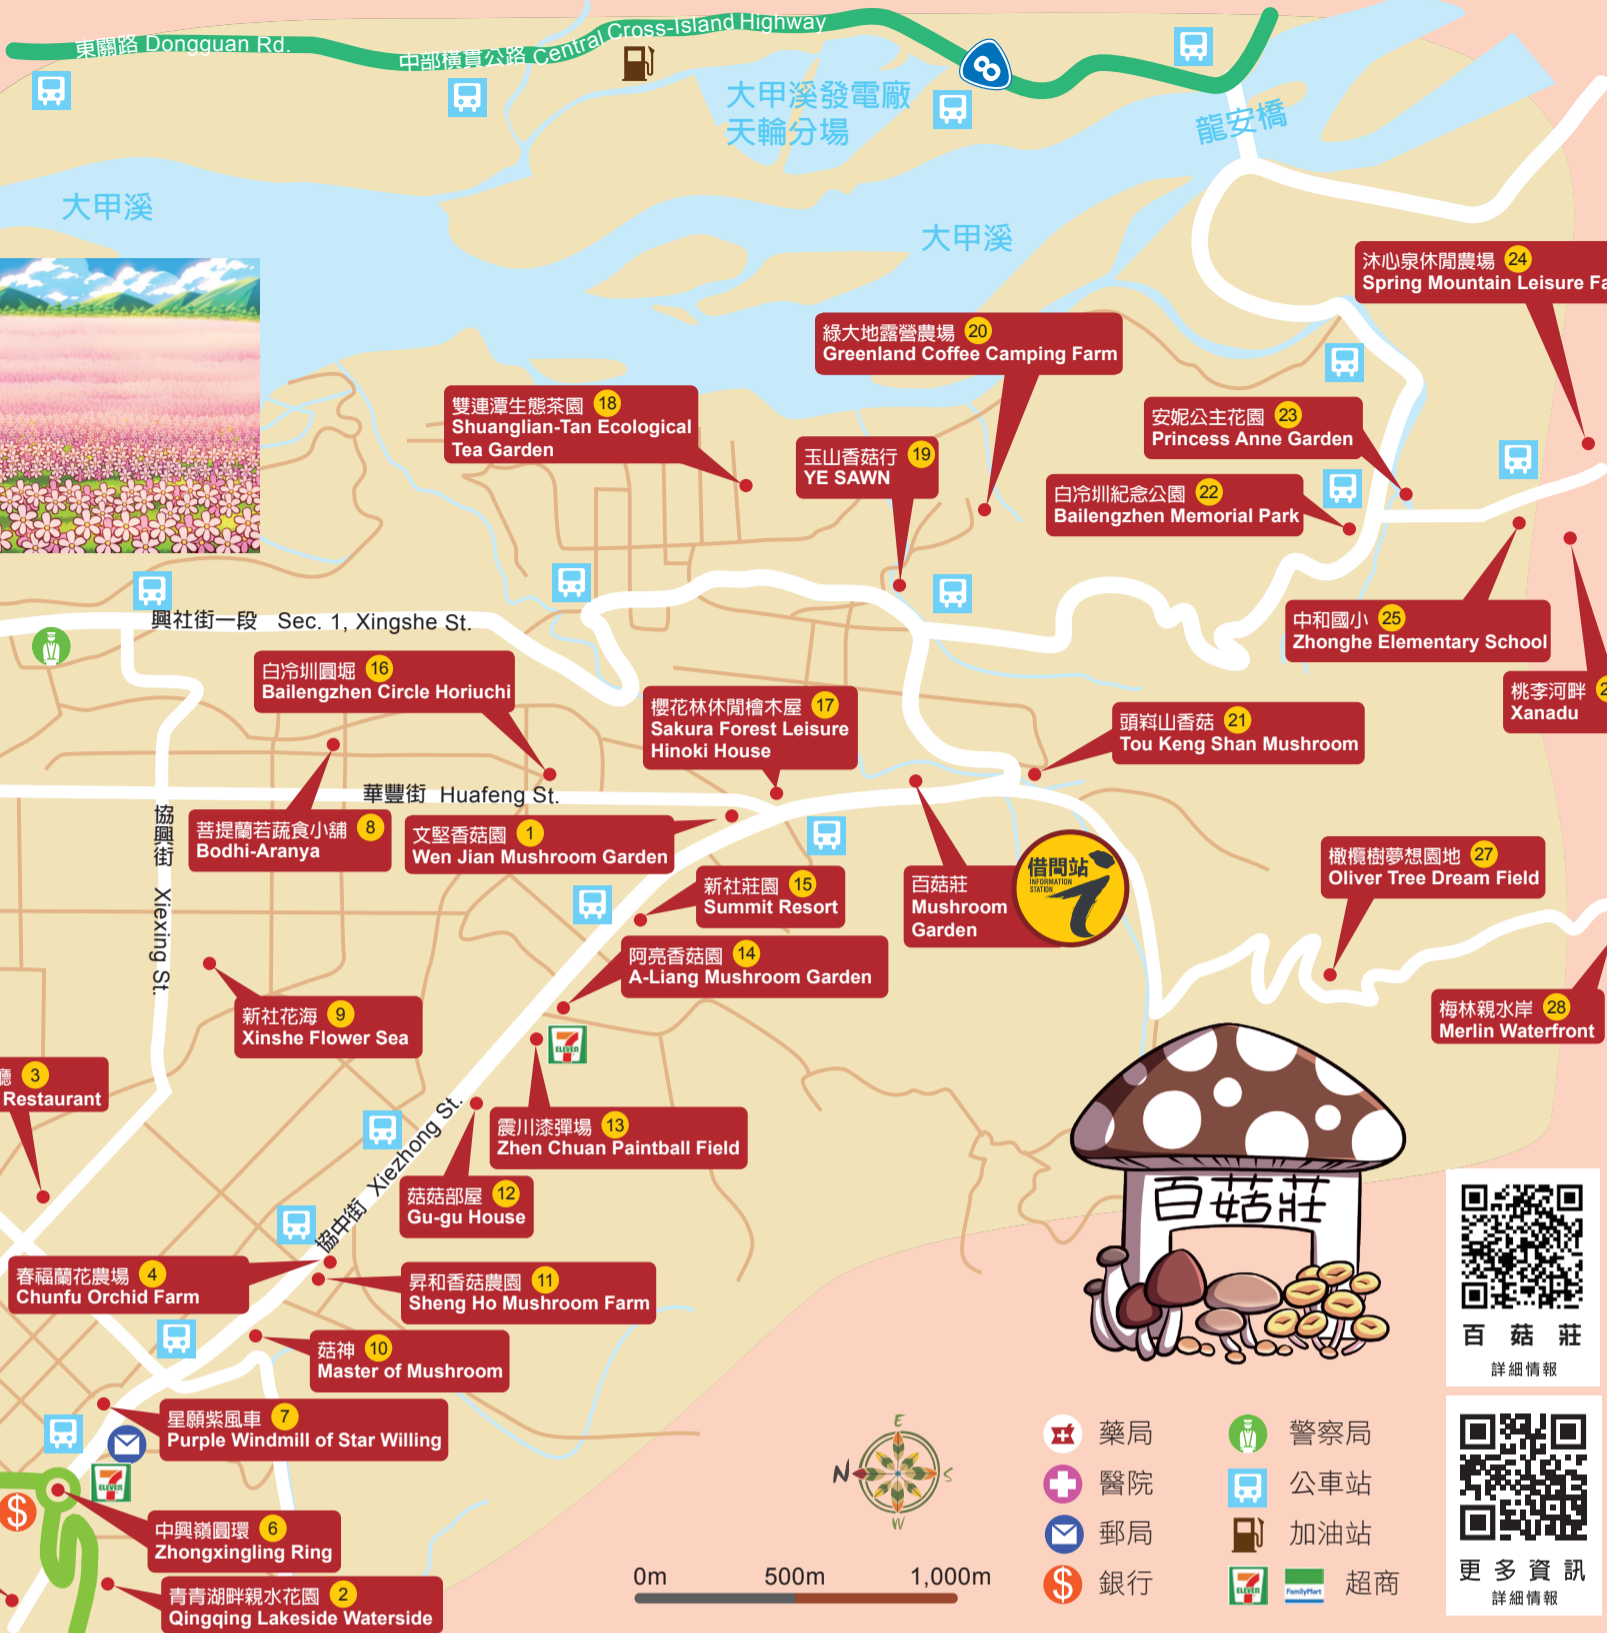 東關路 Dongguan Rd.
中部橫貫公路 Central Cross-Island Highway
8
大甲溪發電廠
天輪分場
龍安橋
大甲溪
大甲溪
沐心泉休閒農場 24
Spring Mountain Leisure Fa
綠大地露營農場 20
Greenland Coffee Camping Farm
雙連潭生態茶園 18
Shuanglian-Tan Ecological
Tea Garden
安妮公主花園 23
Princess Anne Garden
玉山香菇行 19
YE SAWN
白冷圳紀念公園 22
Bailengzhen Memorial Park
興社街一段 Sec. 1, Xingshe St.
中和國小 25
Zhonghe Elementary School
白冷圳圓堀 16
Bailengzhen Circle Horiuchi
桃李河畔 2
Xanadu
櫻花林休閒檜木屋 17
Sakura Forest Leisure
Hinoki House
頭嵙山香菇 21
Tou Keng Shan Mushroom
華豐街 Huafeng St.
協興街 Xiexing St.
菩提蘭若蔬食小舖 8
Bodhi-Aranya
文堅香菇園 1
Wen Jian Mushroom Garden
新社莊園 15
Summit Resort
百菇莊
Mushroom
Garden
借問站
INFORMATION
STATION
橄欖樹夢想園地 27
Oliver Tree Dream Field
阿亮香菇園 14
A-Liang Mushroom Garden
新社花海 9
Xinshe Flower Sea
梅林親水岸 28
Merlin Waterfront
7
ELEVEN
廳 3
Restaurant
震川漆彈場 13
Zhen Chuan Paintball Field
協中街 Xiezhong St.
菇菇部屋 12
Gu-gu House
百菇莊
春福蘭花農場 4
Chunfu Orchid Farm
昇和香菇農園 11
Sheng Ho Mushroom Farm
菇神 10
Master of Mushroom
百菇莊
詳細情報
星願紫風車 7
Purple Windmill of Star Willing
7
ELEVEN
$
中興嶺圓環 6
Zhongxingling Ring
青青湖畔親水花園 2
Qingqing Lakeside Waterside
E
N
S
W
0m 500m 1,000m
藥局
警察局
醫院
公車站
郵局
加油站
$ 銀行
7
ELEVEN
FamilyMart
超商
更多資訊
詳細情報